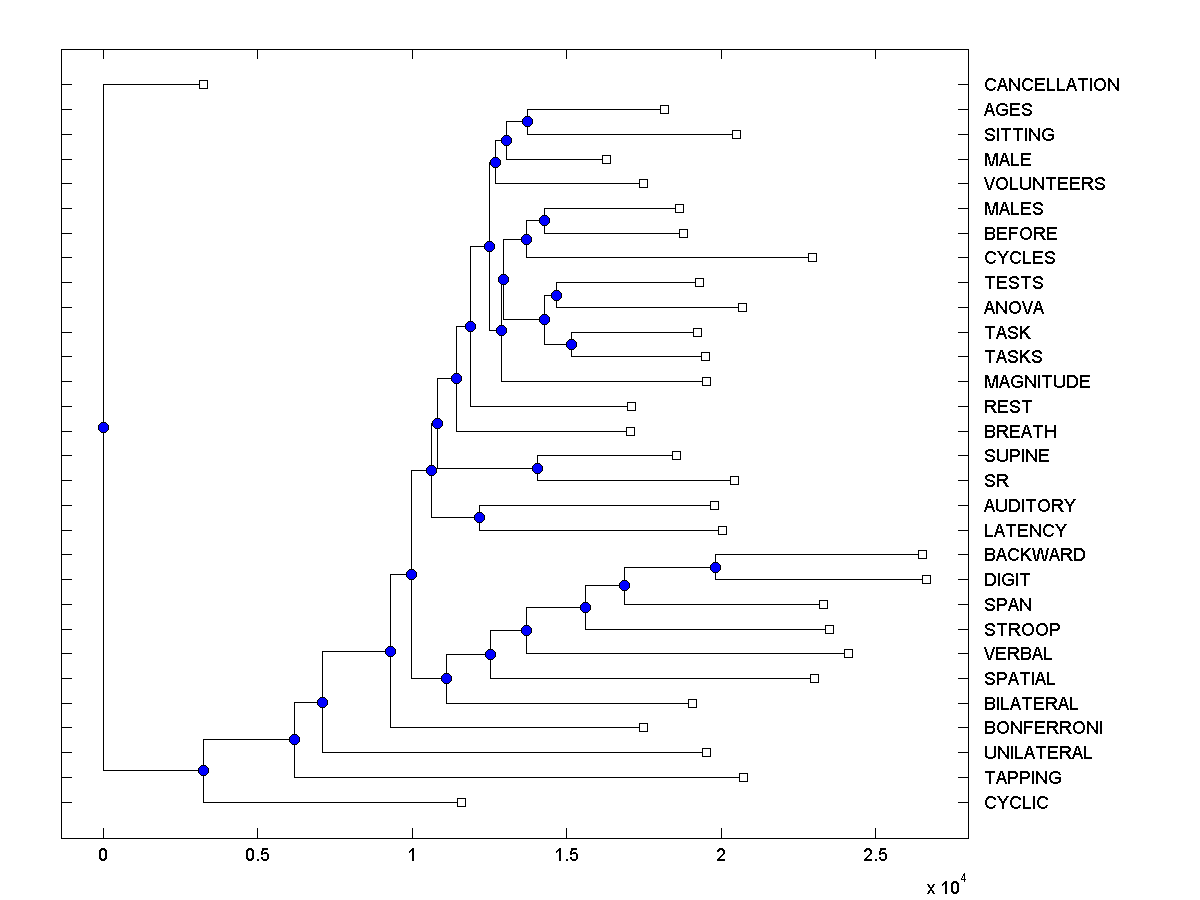 CANCELLATION
AGES
SITTING
MALE
VOLUNTEERS
MALES
BEFORE
CYCLES
TESTS
ANOVA
TASK
TASKS
MAGNITUDE
REST
BREATH
SUPINE
SR
AUDITORY
LATENCY
BACKWARD
DIGIT
SPAN
STROOP
VERBAL
SPATIAL
BILATERAL
BONFERRONI
UNILATERAL
TAPPING
CYCLIC
0 0.5 1 1.5 2 2.5
x 10^4